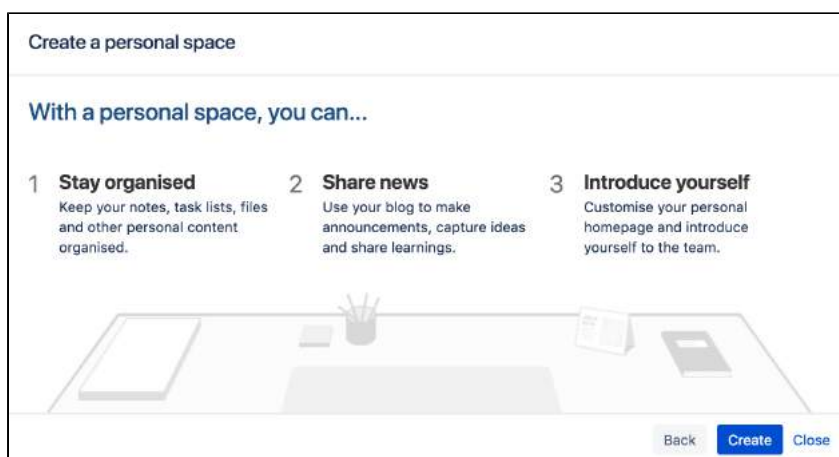 Create a personal space
With a personal space, you can...
1 Stay organised
Keep your notes, task lists, files
and other personal content
organised.
2 Share news
Use your blog to make
announcements, capture ideas
and share learnings.
3 Introduce yourself
Customise your personal
homepage and introduce
yourself to the team.
Back Create Close